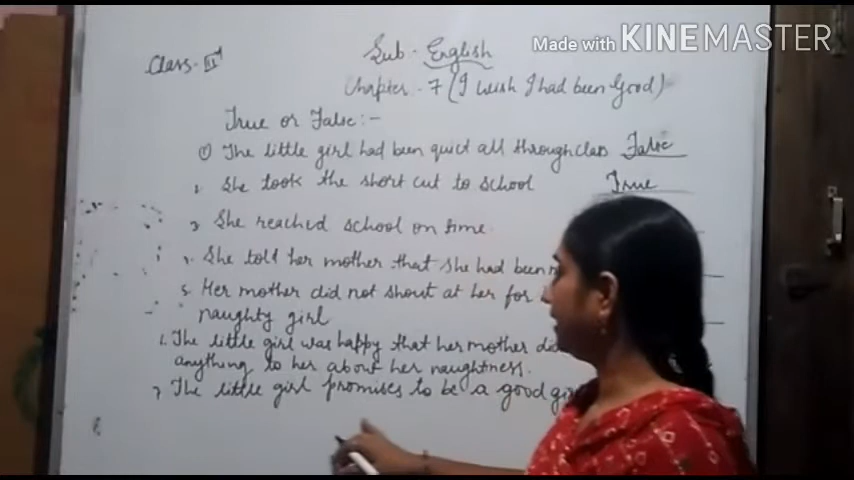 Made with KINEMASTER
Sub - English
Class - III
Chapter - 7 (I wish I had been Good)
True or False :-
① The little girl had been quiet all through class False
2. She took the short cut to school True
3. She reached school on time.
4. She told her mother that she had been
5. Her mother did not shout at her for
naughty girl
6. The little girl was happy that her mother did
anything to her about her naughtness.
7. The little girl promises to be a good